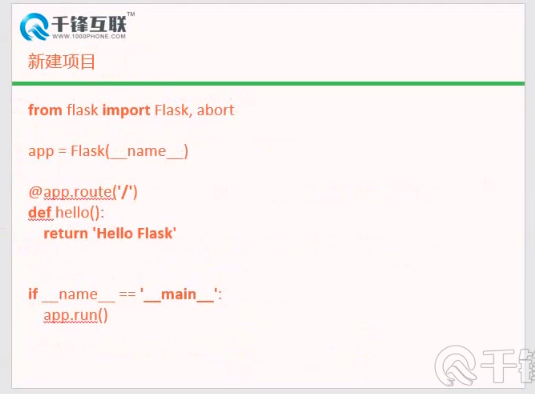 千锋互联™
WWW.1000PHONE.COM
新建项目
from flask import Flask, abort
app = Flask(__name__)
@app.route('/')
def hello():
return 'Hello Flask'
if __name__ == '__main__':
app.run()
千锋